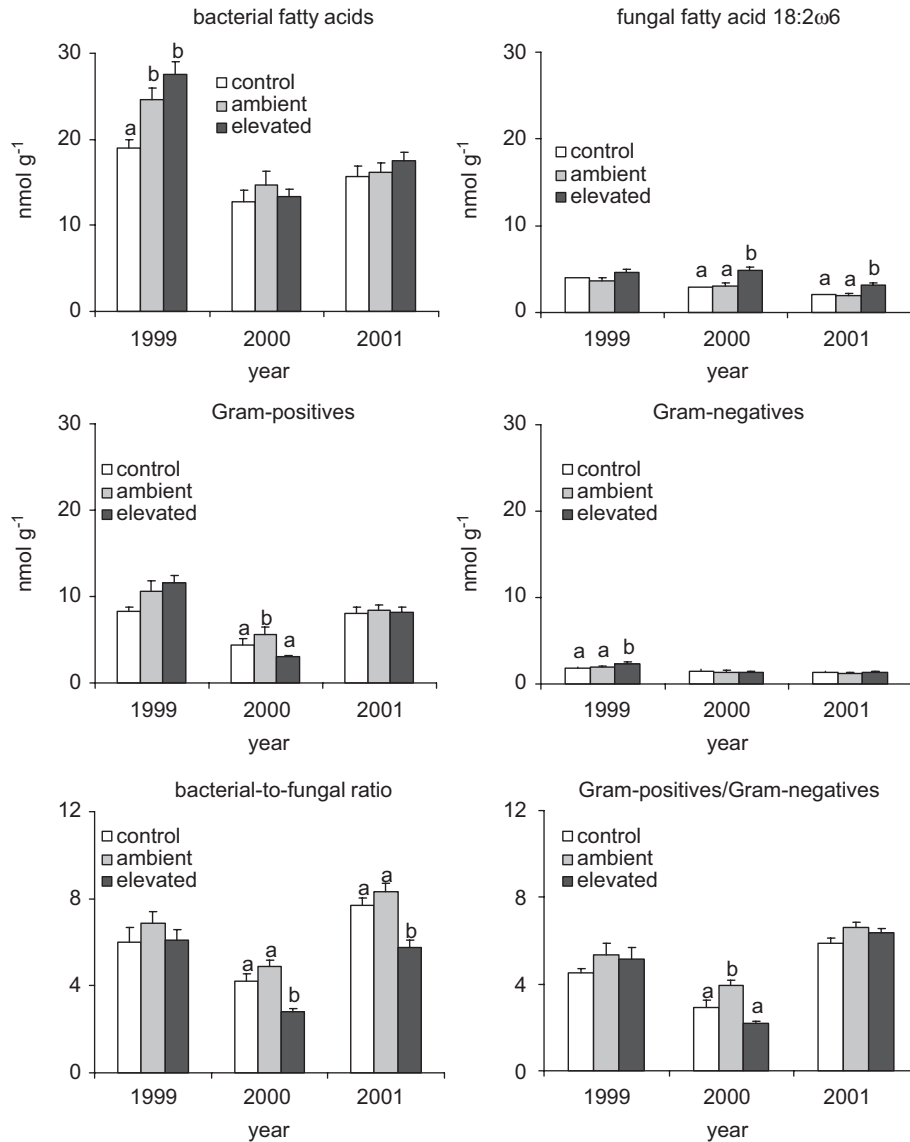 bacterial fatty acids
30
20
10
0
nmol g-1
control
ambient
elevated
a
b
b
1999
2000
2001
year
fungal fatty acid 18:2ω6
30
20
10
0
nmol g-1
control
ambient
elevated
a
a
b
a
a
b
1999
2000
2001
year
Gram-positives
30
20
10
0
nmol g-1
control
ambient
elevated
a
b
a
1999
2000
2001
year
Gram-negatives
30
20
10
0
nmol g-1
control
ambient
elevated
a
a
b
1999
2000
2001
year
bacterial-to-fungal ratio
12
8
4
0
control
ambient
elevated
a
a
b
a
a
b
1999
2000
2001
year
Gram-positives/Gram-negatives
12
8
4
0
control
ambient
elevated
a
b
a
1999
2000
2001
year